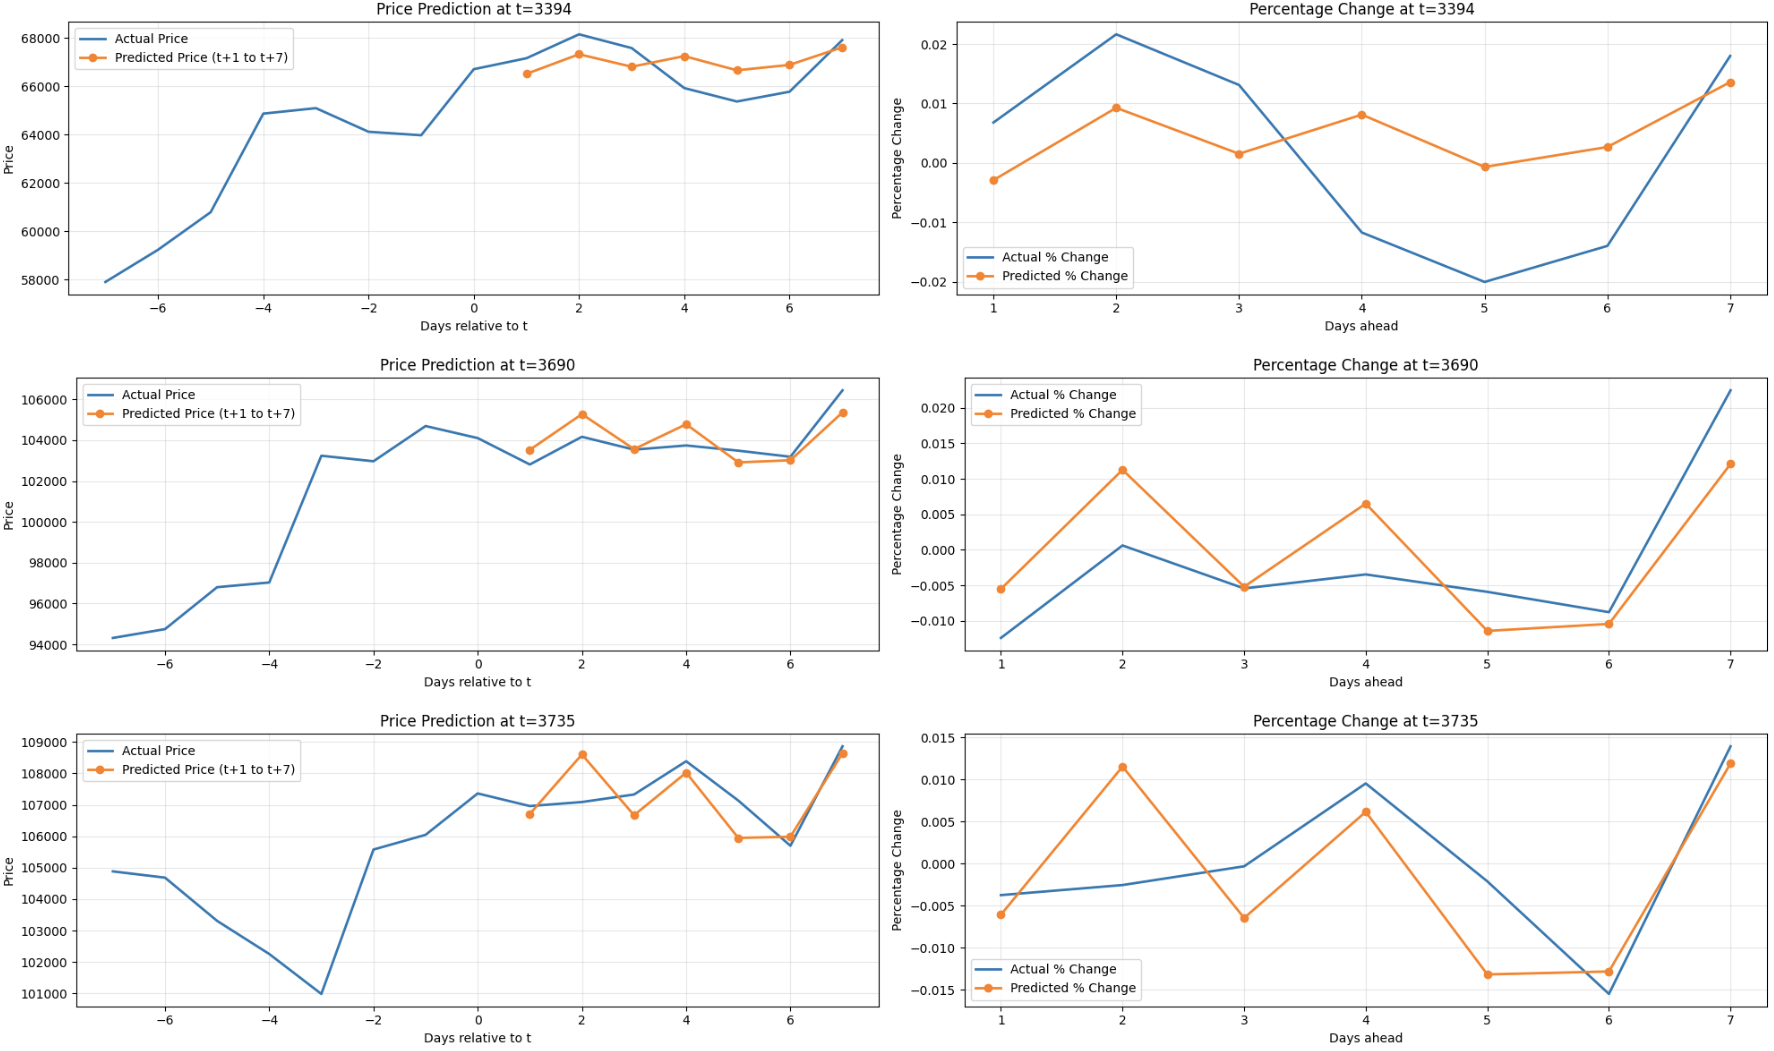 Price Prediction at t=3394
Price
68000
66000
64000
62000
60000
58000
Actual Price
Predicted Price (t+1 to t+7)
−6 −4 −2 0 2 4 6
Days relative to t
Percentage Change at t=3394
Percentage Change
0.02
0.01
0.00
−0.01
−0.02
Actual % Change
Predicted % Change
1 2 3 4 5 6 7
Days ahead
Price Prediction at t=3690
Price
106000
104000
102000
100000
98000
96000
94000
Actual Price
Predicted Price (t+1 to t+7)
−6 −4 −2 0 2 4 6
Days relative to t
Percentage Change at t=3690
Percentage Change
0.020
0.015
0.010
0.005
0.000
−0.005
−0.010
Actual % Change
Predicted % Change
1 2 3 4 5 6 7
Days ahead
Price Prediction at t=3735
Price
109000
108000
107000
106000
105000
104000
103000
102000
101000
Actual Price
Predicted Price (t+1 to t+7)
−6 −4 −2 0 2 4 6
Days relative to t
Percentage Change at t=3735
Percentage Change
0.015
0.010
0.005
0.000
−0.005
−0.010
−0.015
Actual % Change
Predicted % Change
1 2 3 4 5 6 7
Days ahead